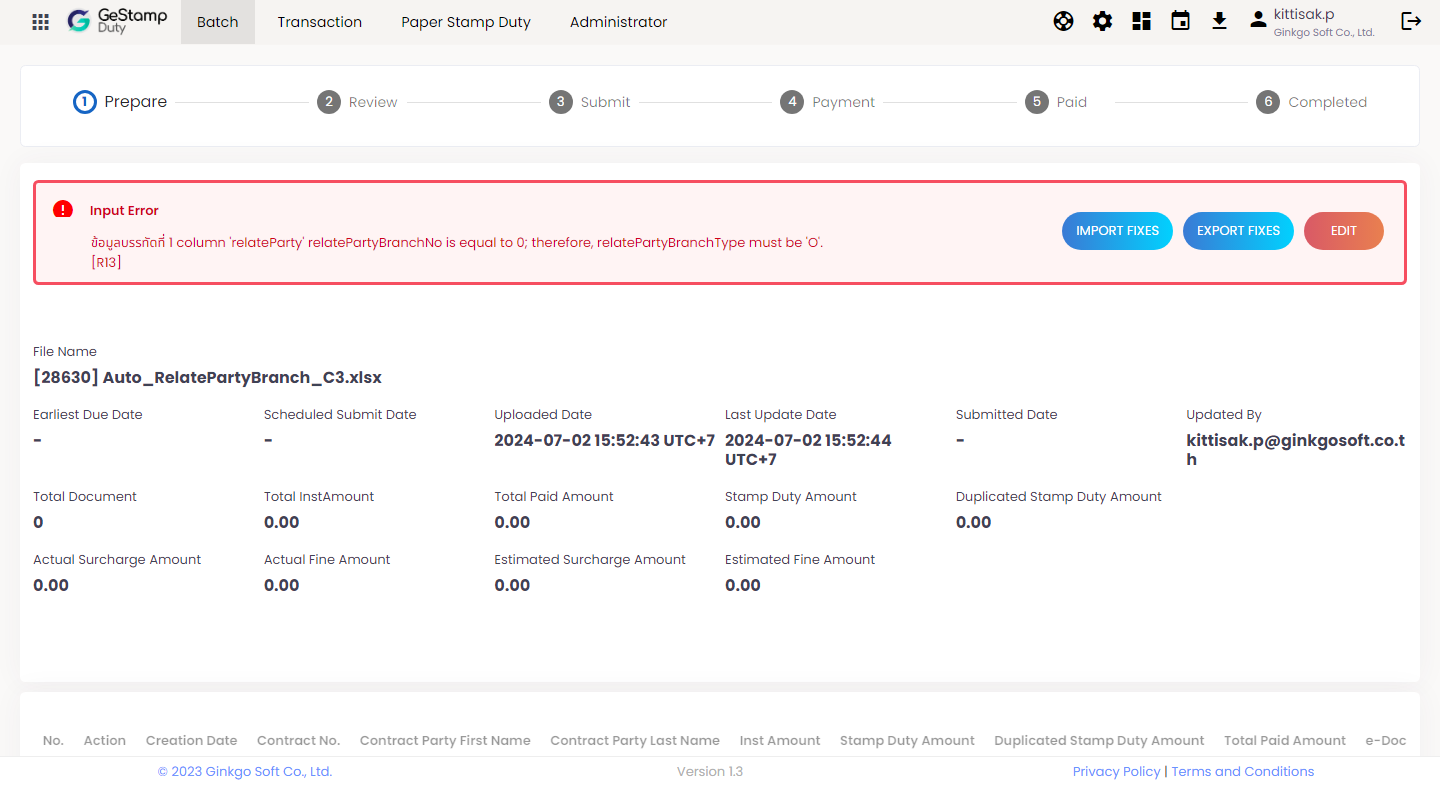 GeStamp Duty
Batch
Transaction
Paper Stamp Duty
Administrator
kittisak.p
Ginkgo Soft Co., Ltd.
1 Prepare
2 Review
3 Submit
4 Payment
5 Paid
6 Completed
Input Error
ข้อมูลบรรทัดที่ 1 column 'relateParty' relatePartyBranchNo is equal to 0; therefore, relatePartyBranchType must be 'O'.
[R13]
IMPORT FIXES
EXPORT FIXES
EDIT
File Name
[28630] Auto_RelatePartyBranch_C3.xlsx
Earliest Due Date
-
Scheduled Submit Date
-
Uploaded Date
2024-07-02 15:52:43 UTC+7
Last Update Date
2024-07-02 15:52:44
UTC+7
Submitted Date
-
Updated By
kittisak.p@ginkgosoft.co.t
h
Total Document
0
Total InstAmount
0.00
Total Paid Amount
0.00
Stamp Duty Amount
0.00
Duplicated Stamp Duty Amount
0.00
Actual Surcharge Amount
0.00
Actual Fine Amount
0.00
Estimated Surcharge Amount
0.00
Estimated Fine Amount
0.00
No. Action Creation Date Contract No. Contract Party First Name Contract Party Last Name Inst Amount Stamp Duty Amount Duplicated Stamp Duty Amount Total Paid Amount e-Doc
© 2023 Ginkgo Soft Co., Ltd.
Version 1.3
Privacy Policy | Terms and Conditions